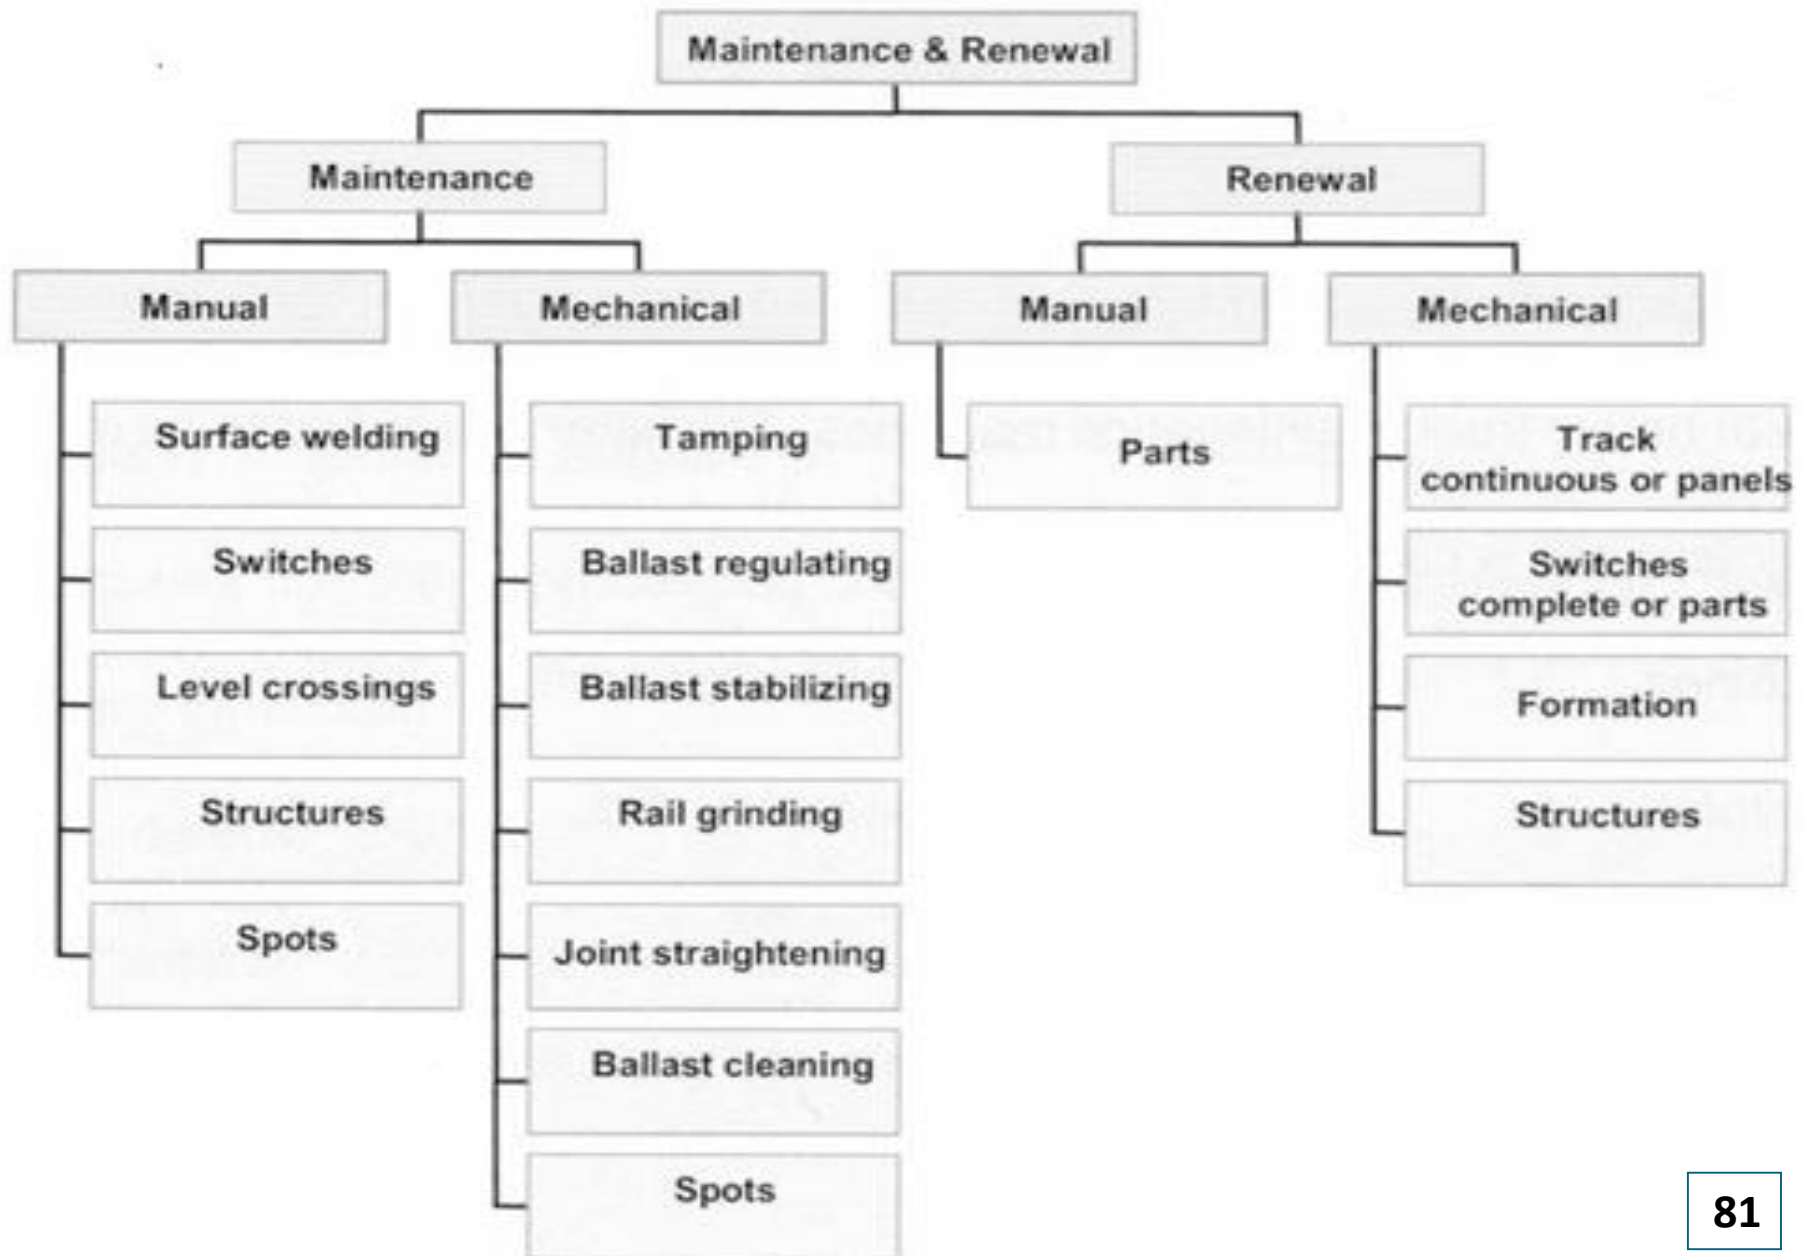 Maintenance & Renewal
Maintenance
Renewal
Manual
Mechanical
Manual
Mechanical
Surface welding
Switches
Level crossings
Structures
Spots
Tamping
Ballast regulating
Ballast stabilizing
Rail grinding
Joint straightening
Ballast cleaning
Spots
Parts
Track
continuous or panels
Switches
complete or parts
Formation
Structures
81